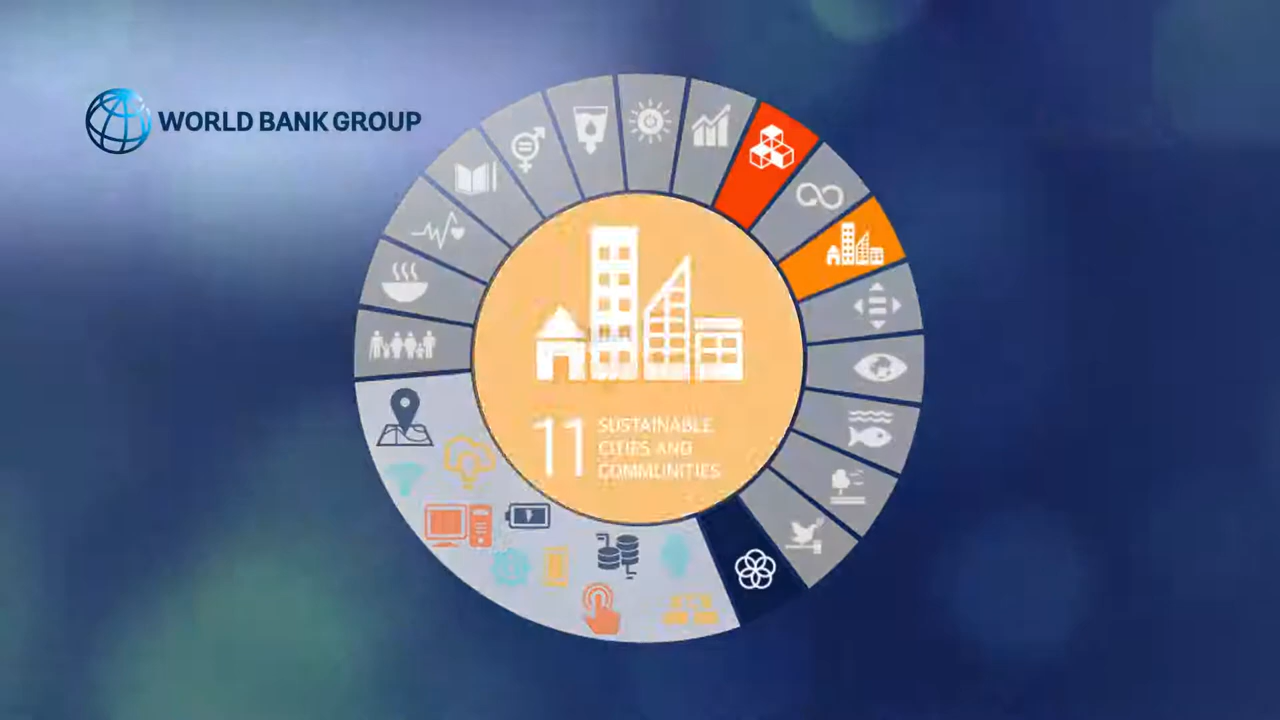 WORLD BANK GROUP
11
SUSTAINABLE
CITIES AND
COMMUNITIES